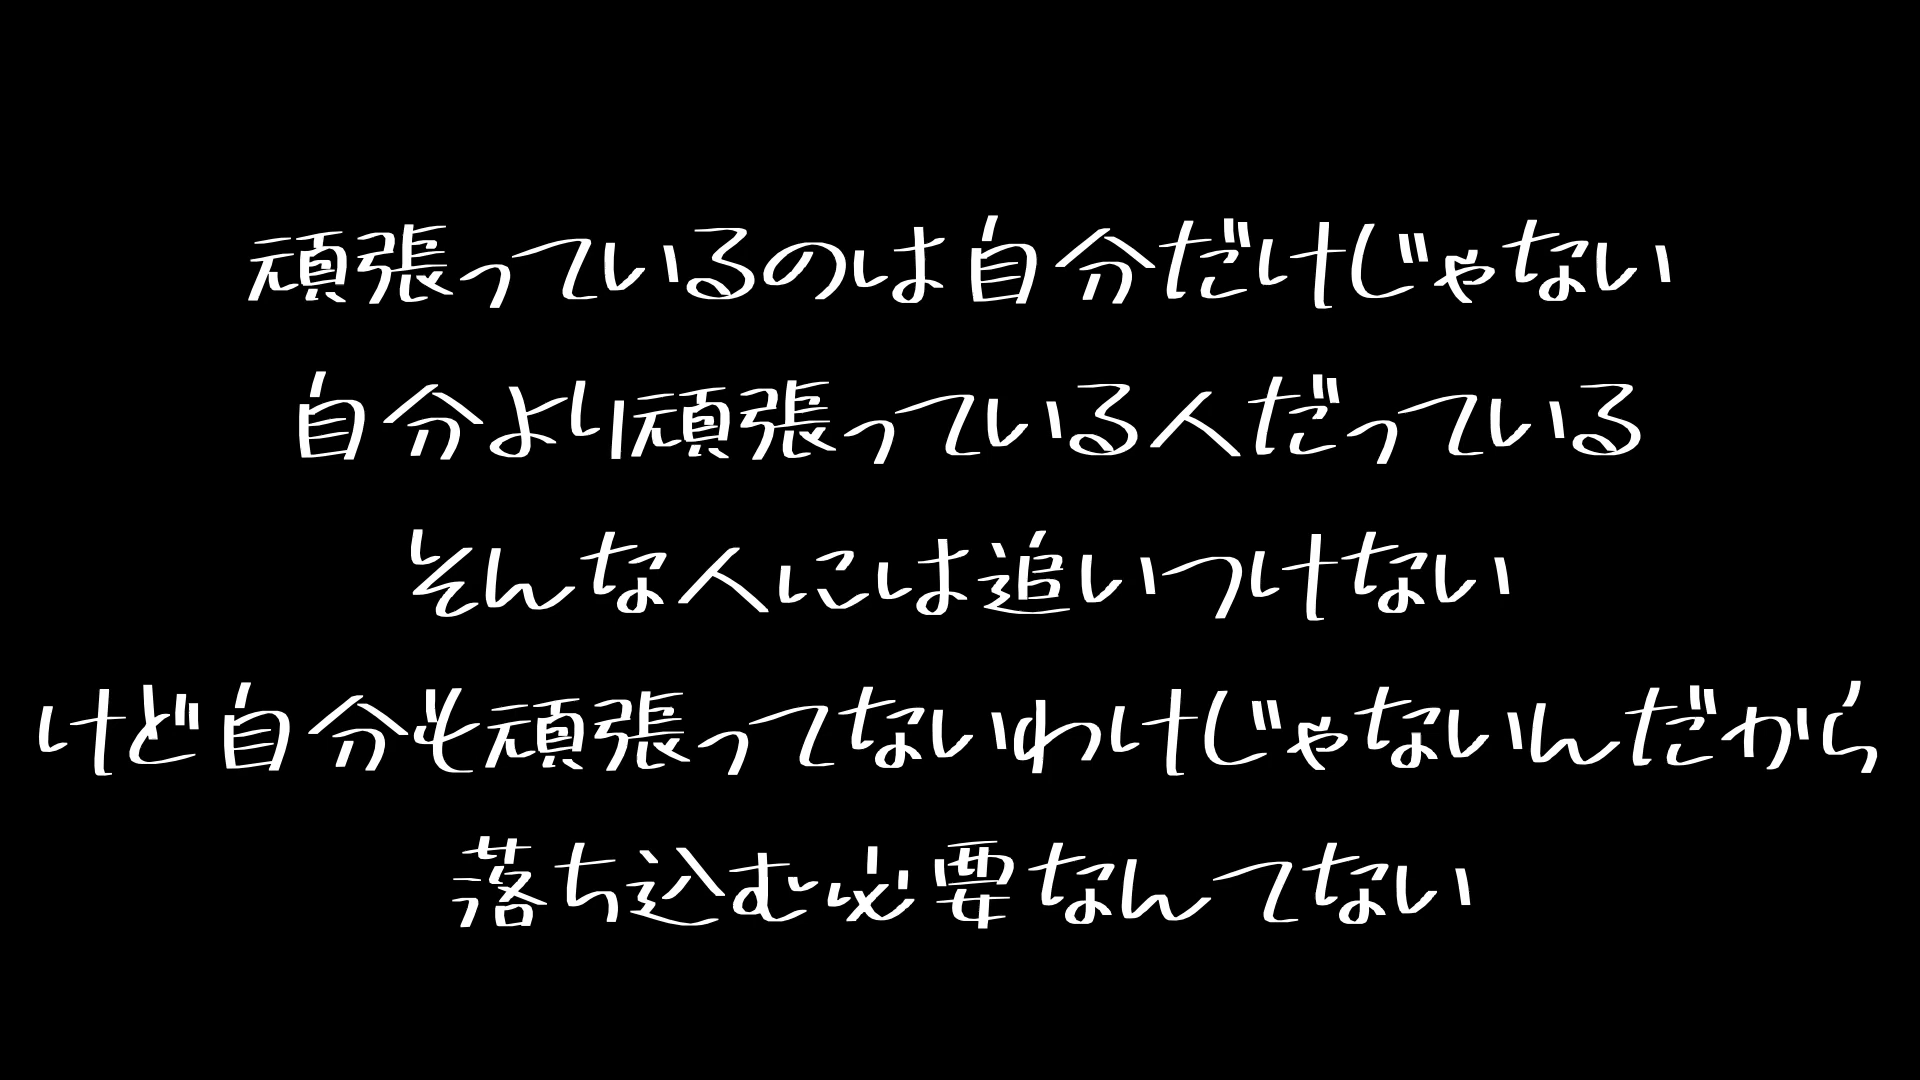 頑張っているのは自分だけじゃない
自分より頑張っている人だっている
そんな人には追いつけない
けど自分も頑張ってないわけじゃないんだから
落ち込む必要なんてない